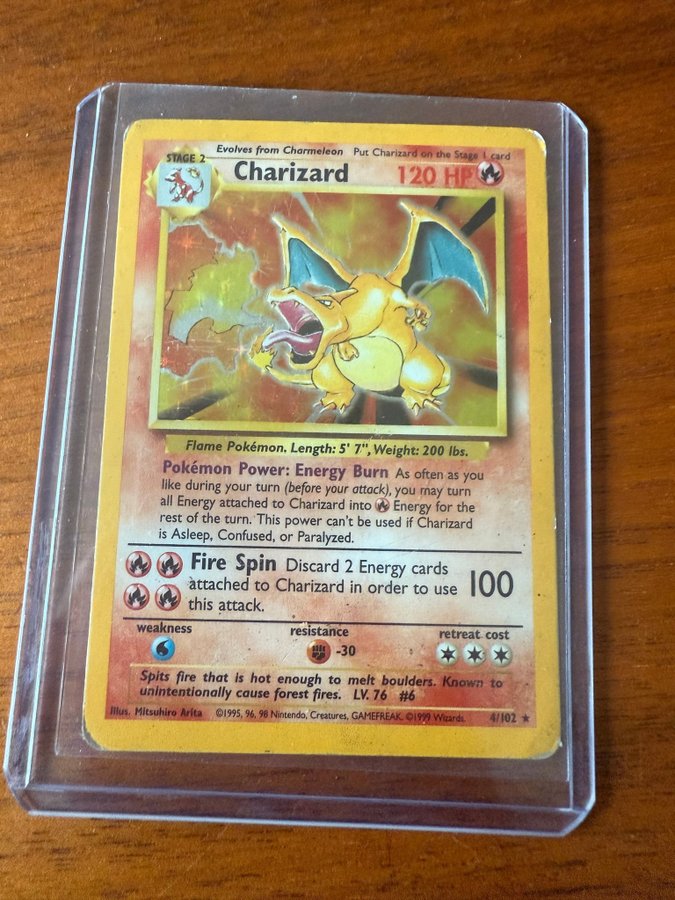 Evolves from Charmeleon Put Charizard on the Stage 1 card
STAGE 2
Charizard 120 HP
Flame Pokémon. Length: 5' 7", Weight: 200 lbs.
Pokémon Power: Energy Burn As often as you
like during your turn (before your attack), you may turn
all Energy attached to Charizard into Energy for the
rest of the turn. This power can't be used if Charizard
is Asleep, Confused, or Paralyzed.
Fire Spin Discard 2 Energy cards
attached to Charizard in order to use 100
this attack.
weakness resistance retreat cost
-30
Spits fire that is hot enough to melt boulders. Known to
unintentionally cause forest fires. LV. 76 #6
Illus. Mitsuhiro Arita ©1995, 96, 98 Nintendo, Creatures, GAMEFREAK. ©1999 Wizards. 4/102 ★